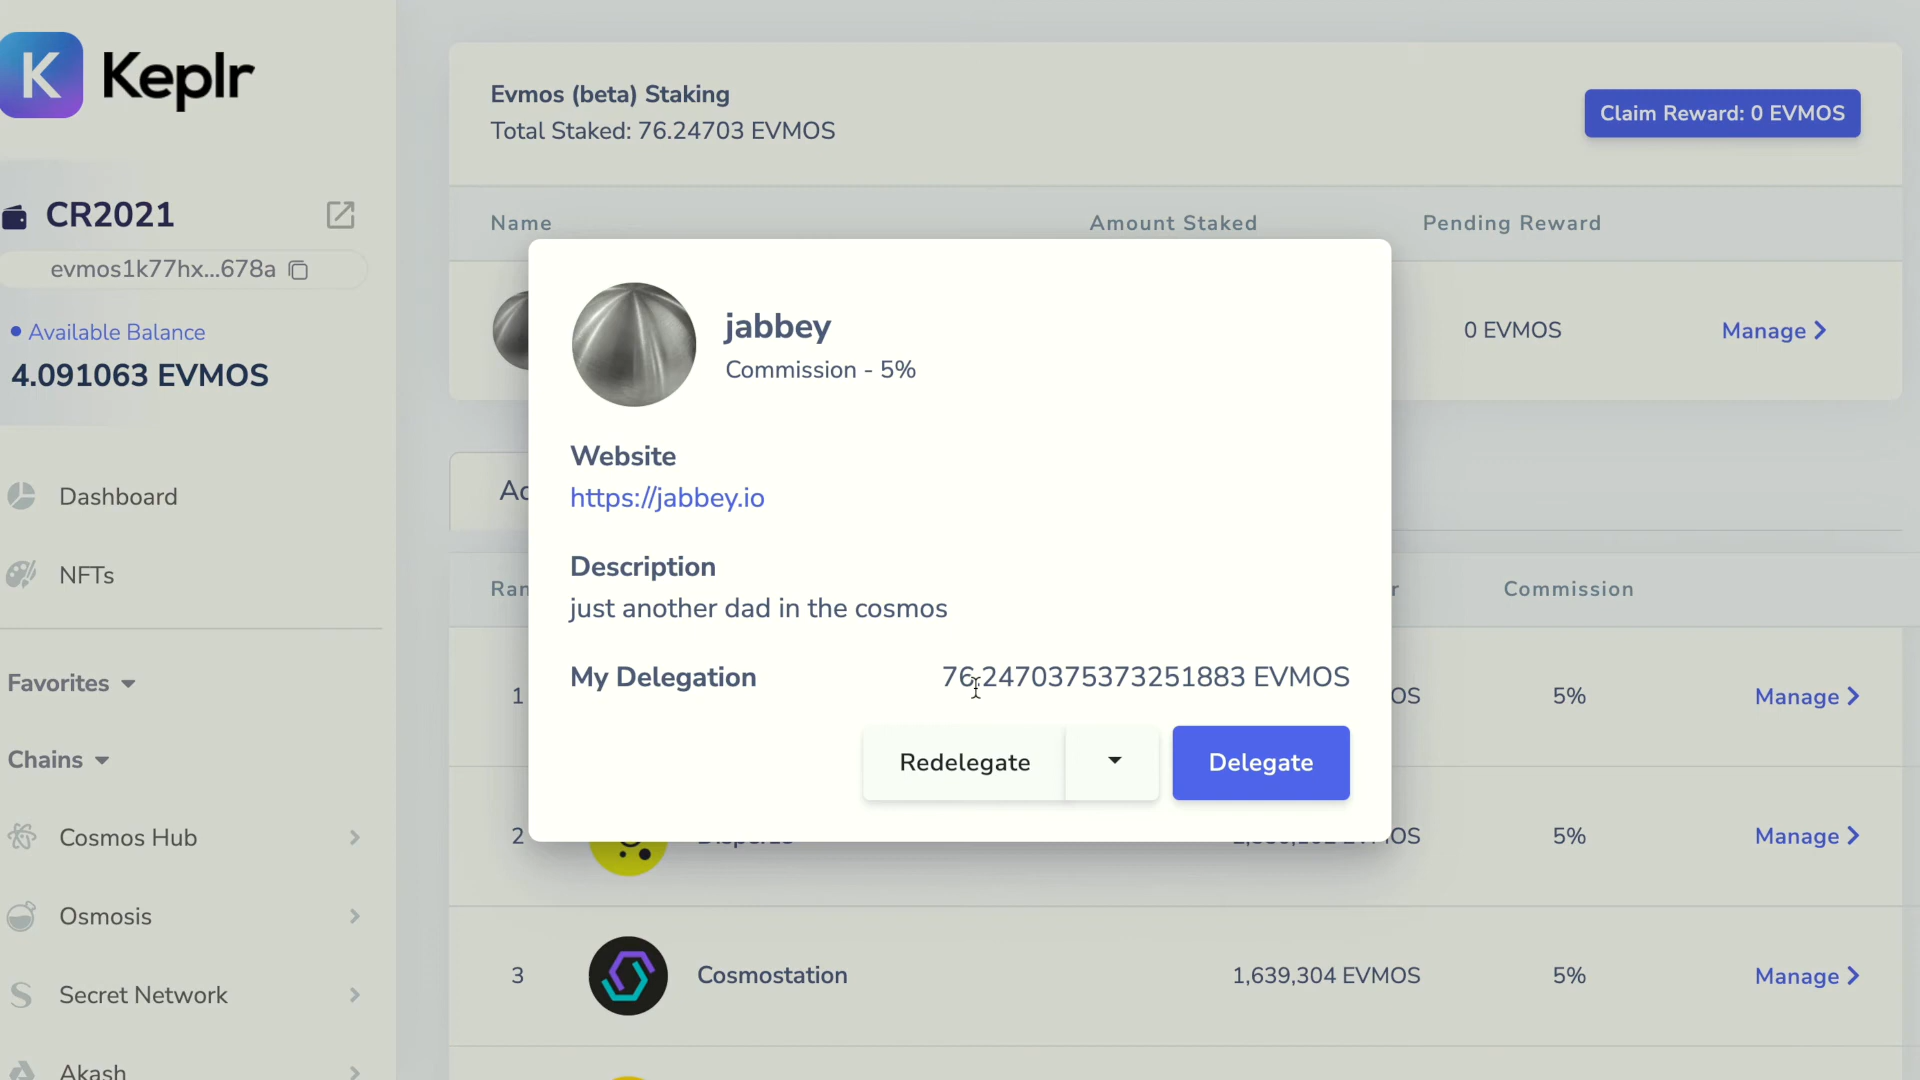 K Keplr
CR2021
evmos1k77hx...678a
Available Balance
4.091063 EVMOS
Dashboard
NFTs
Favorites
Chains
Cosmos Hub
Osmosis
Secret Network
Akash
Evmos (beta) Staking
Total Staked: 76.24703 EVMOS
Claim Reward: 0 EVMOS
Name Amount Staked Pending Reward
0 EVMOS Manage
jabbey
Commission - 5%
Website
https://jabbey.io
Description
just another dad in the cosmos
My Delegation 76.2470375373251883 EVMOS
Redelegate Delegate
Commission
1 5% Manage
2 5% Manage
3 Cosmostation 1,639,304 EVMOS 5% Manage